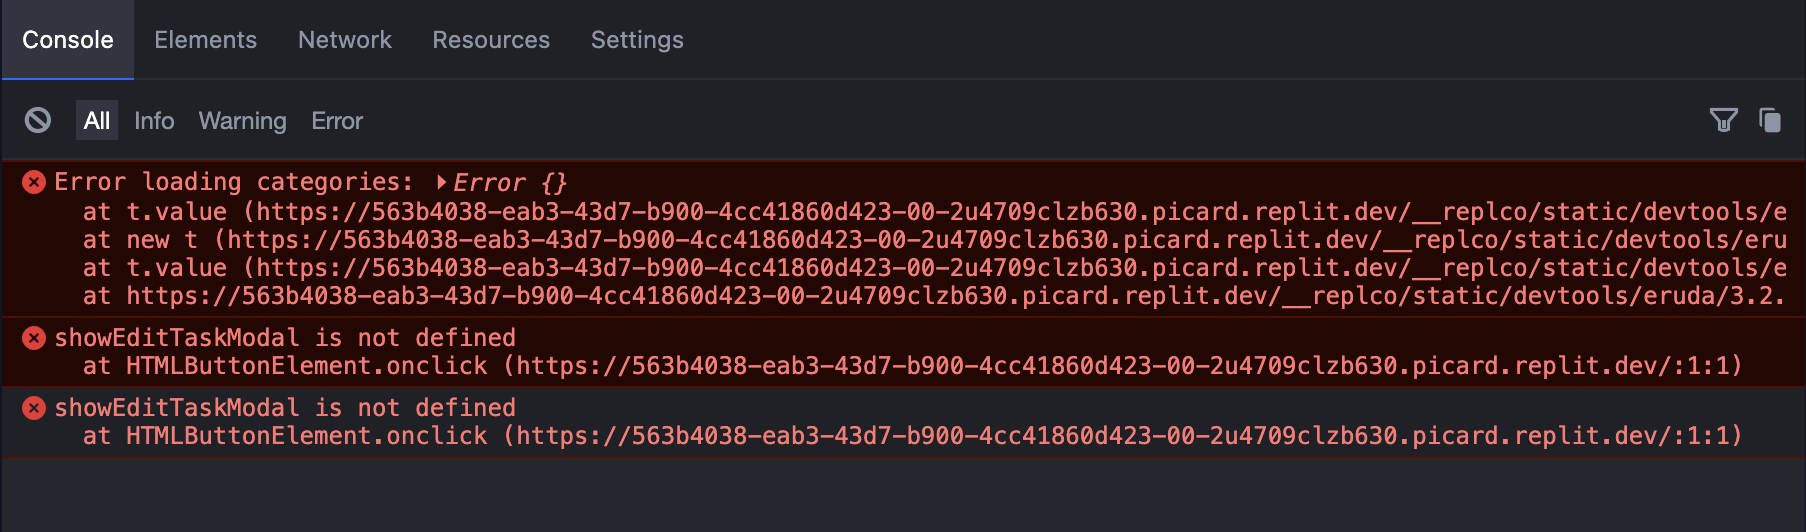 Console Elements Network Resources Settings
All Info Warning Error
Error loading categories: Error {}
at t.value (https://563b4038-eab3-43d7-b900-4cc41860d423-00-2u4709clzb630.picard.replit.dev/__replco/static/devtools/e
at new t (https://563b4038-eab3-43d7-b900-4cc41860d423-00-2u4709clzb630.picard.replit.dev/__replco/static/devtools/eru
at t.value (https://563b4038-eab3-43d7-b900-4cc41860d423-00-2u4709clzb630.picard.replit.dev/__replco/static/devtools/e
at https://563b4038-eab3-43d7-b900-4cc41860d423-00-2u4709clzb630.picard.replit.dev/__replco/static/devtools/eruda/3.2.
showEditTaskModal is not defined
at HTMLButtonElement.onclick (https://563b4038-eab3-43d7-b900-4cc41860d423-00-2u4709clzb630.picard.replit.dev/:1:1)
showEditTaskModal is not defined
at HTMLButtonElement.onclick (https://563b4038-eab3-43d7-b900-4cc41860d423-00-2u4709clzb630.picard.replit.dev/:1:1)